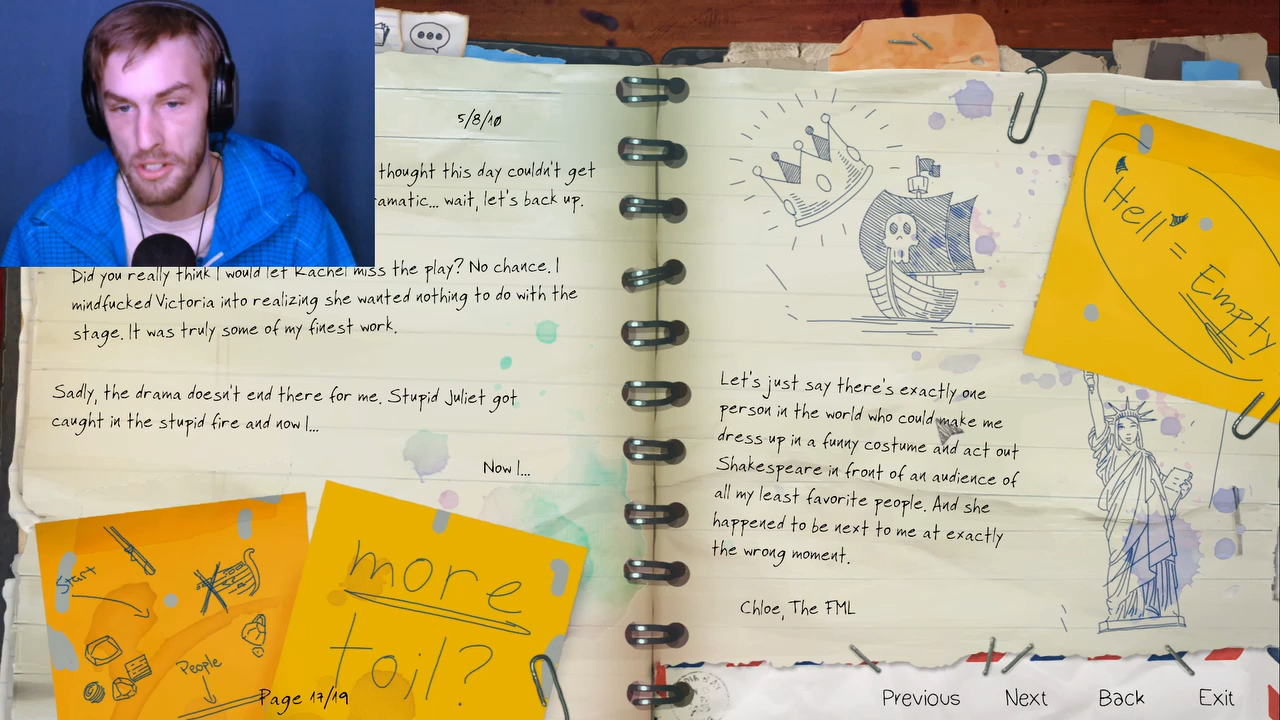 5/8/10
thought this day couldn't get
amatic... wait, let's back up.
Did you really think I would let Rachel miss the play? No chance. I
mindfucked Victoria into realizing she wanted nothing to do with the
stage. It was truly some of my finest work.
Sadly, the drama doesn't end there for me. Stupid Juliet got
caught in the stupid fire and now I...
Now I...
Start
People
more
toil?
Page 17/19
"Hell" = Empty
Let's just say there's exactly one
person in the world who could make me
dress up in a funny costume and act out
Shakespeare in front of an audience of
all my least favorite people. And she
happened to be next to me at exactly
the wrong moment.
Chloe, The FML
Previous Next Back Exit